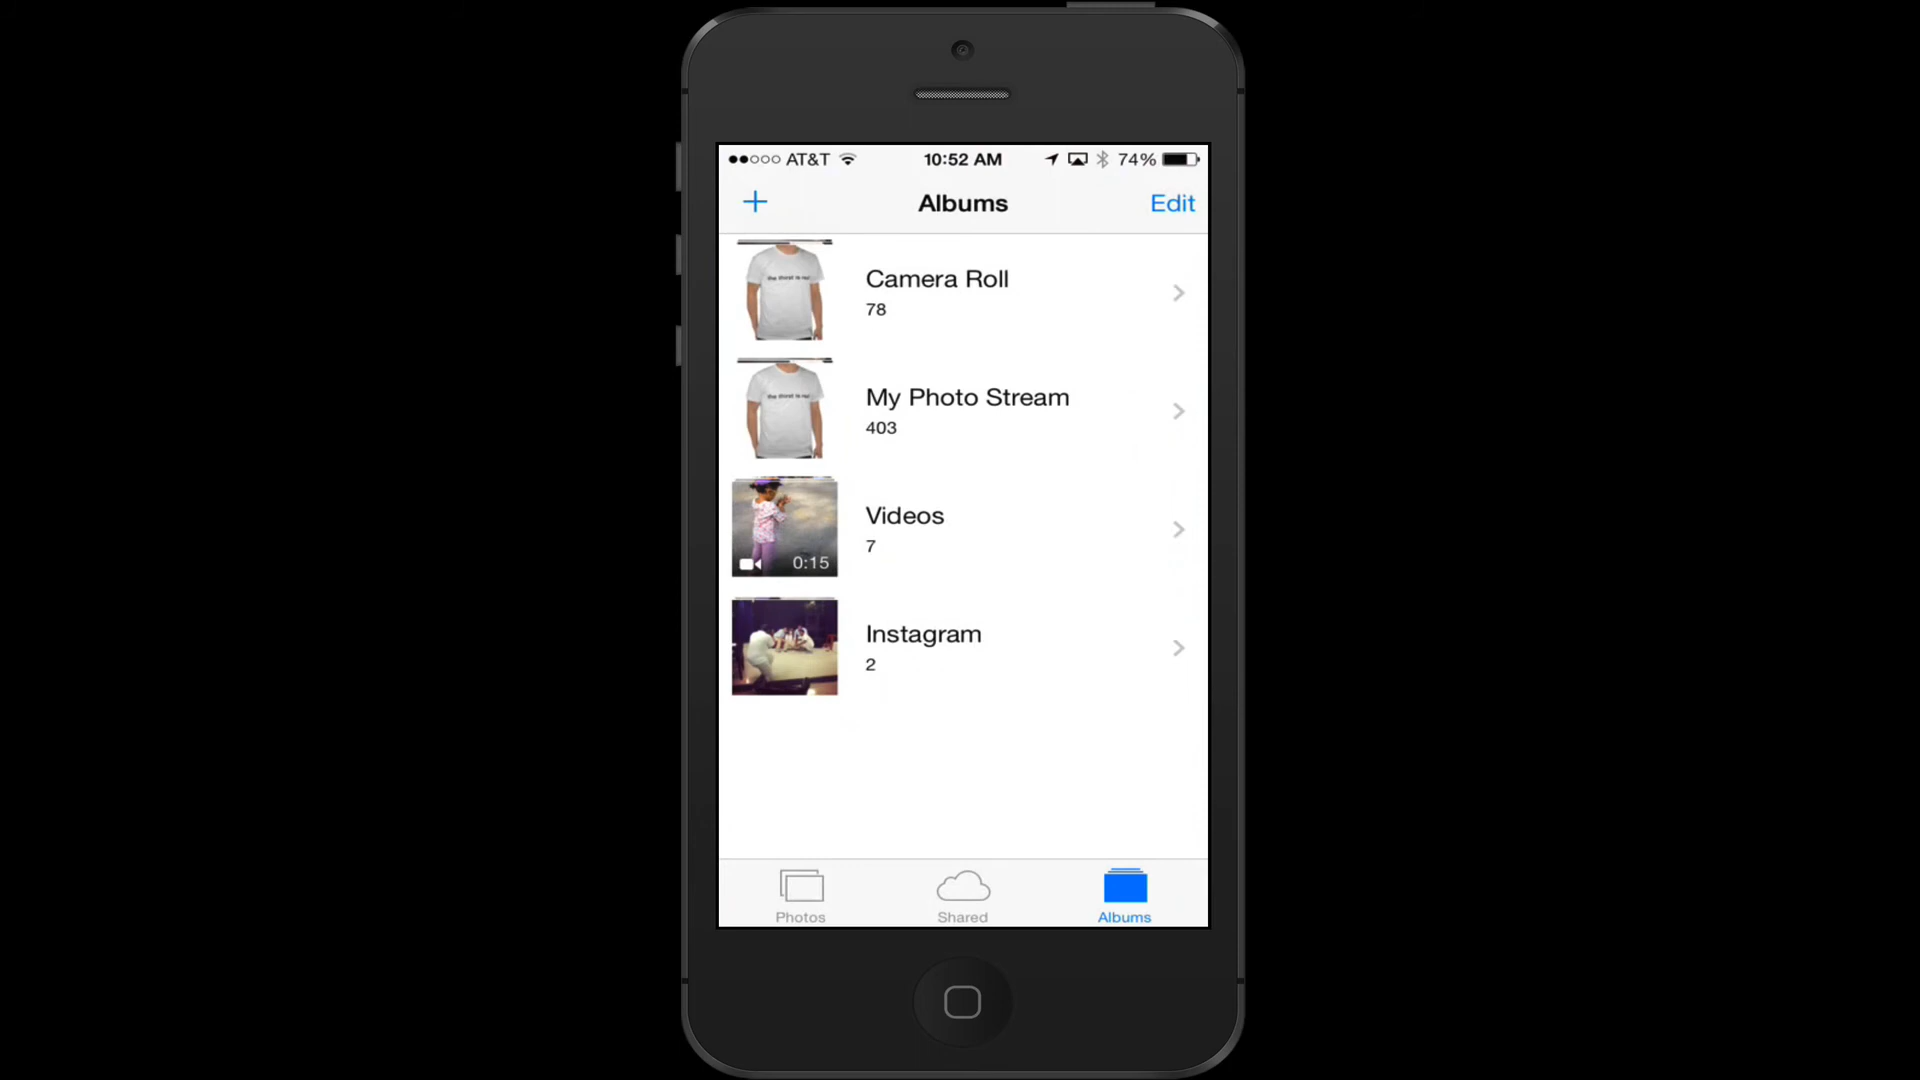 AT&T 10:52 AM 74%
+ Albums Edit
Camera Roll
78
My Photo Stream
403
Videos
7
0:15
Instagram
2
Photos Shared Albums